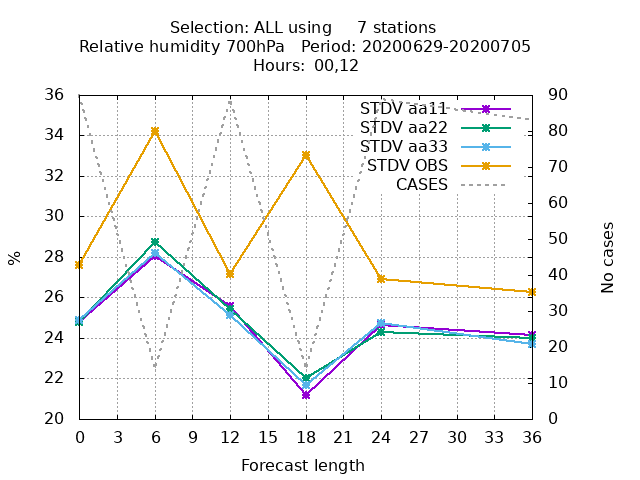 Selection: ALL using 7 stations
Relative humidity 700hPa Period: 20200629-20200705
Hours: 00,12
36
34
32
30
28
26
24
22
20
%
90
80
70
60
50
40
30
20
10
0
No cases
STDV aa11
STDV aa22
STDV aa33
STDV OBS
CASES
0 3 6 9 12 15 18 21 24 27 30 33 36
Forecast length